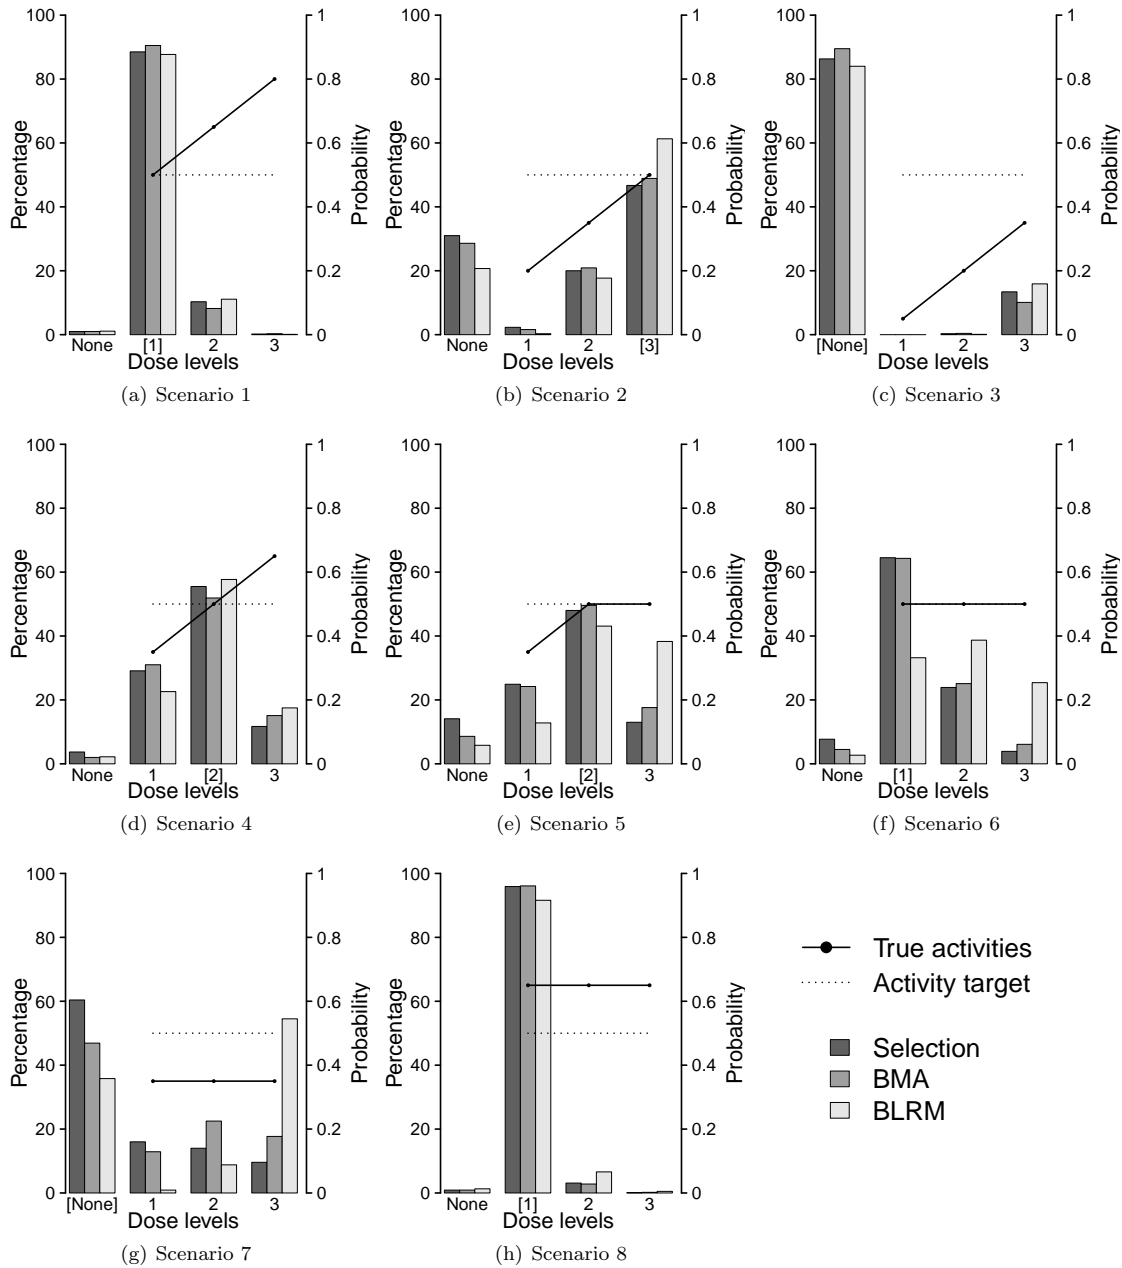 100
80
60
40
20
0
Percentage
1
0.8
0.6
0.4
0.2
0
Probability
None [1] 2 3
Dose levels
(a) Scenario 1
100
80
60
40
20
0
Percentage
1
0.8
0.6
0.4
0.2
0
Probability
None 1 2 [3]
Dose levels
(b) Scenario 2
100
80
60
40
20
0
Percentage
1
0.8
0.6
0.4
0.2
0
Probability
[None] 1 2 3
Dose levels
(c) Scenario 3
100
80
60
40
20
0
Percentage
1
0.8
0.6
0.4
0.2
0
Probability
None 1 [2] 3
Dose levels
(d) Scenario 4
100
80
60
40
20
0
Percentage
1
0.8
0.6
0.4
0.2
0
Probability
None 1 [2] 3
Dose levels
(e) Scenario 5
100
80
60
40
20
0
Percentage
1
0.8
0.6
0.4
0.2
0
Probability
None [1] 2 3
Dose levels
(f) Scenario 6
100
80
60
40
20
0
Percentage
1
0.8
0.6
0.4
0.2
0
Probability
[None] 1 2 3
Dose levels
(g) Scenario 7
100
80
60
40
20
0
Percentage
1
0.8
0.6
0.4
0.2
0
Probability
None [1] 2 3
Dose levels
(h) Scenario 8
True activities
Activity target
Selection
BMA
BLRM